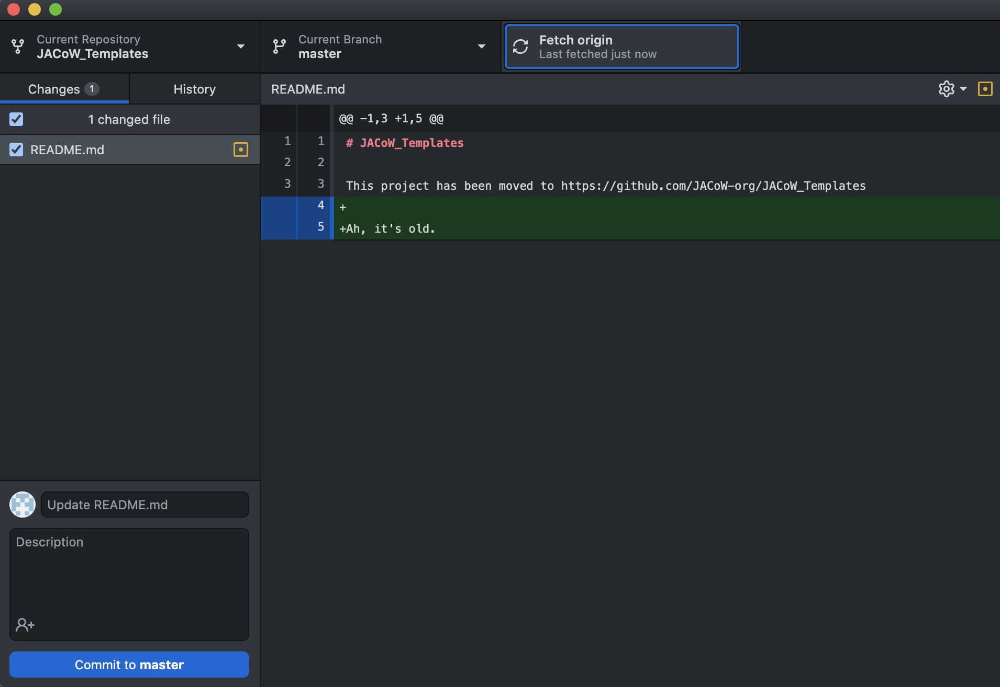 Current Repository
JACoW_Templates
Current Branch
master
Fetch origin
Last fetched just now
Changes 1
History
README.md
1 changed file
README.md
@@ -1,3 +1,5 @@
1 1 # JACoW_Templates
2 2
3 3 This project has been moved to https://github.com/JACoW-org/JACoW_Templates
4 +
5 +Ah, it's old.
Update README.md
Description
Commit to master